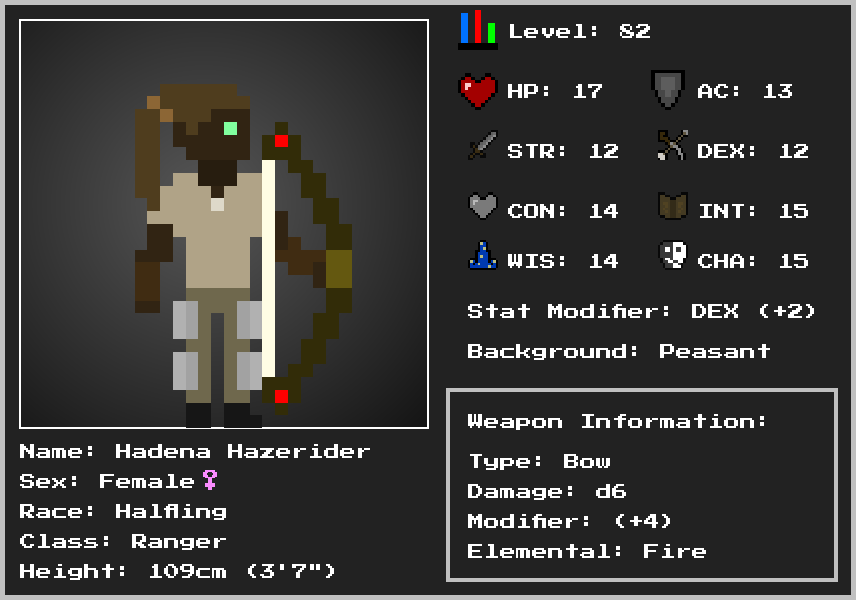 Level: 82
HP: 17 AC: 13
STR: 12 DEX: 12
CON: 14 INT: 15
WIS: 14 CHA: 15
Stat Modifier: DEX (+2)
Background: Peasant
Weapon Information:
Type: Bow
Damage: d6
Modifier: (+4)
Elemental: Fire
Name: Hadena Hazerider
Sex: Female♀
Race: Halfling
Class: Ranger
Height: 109cm (3'7")